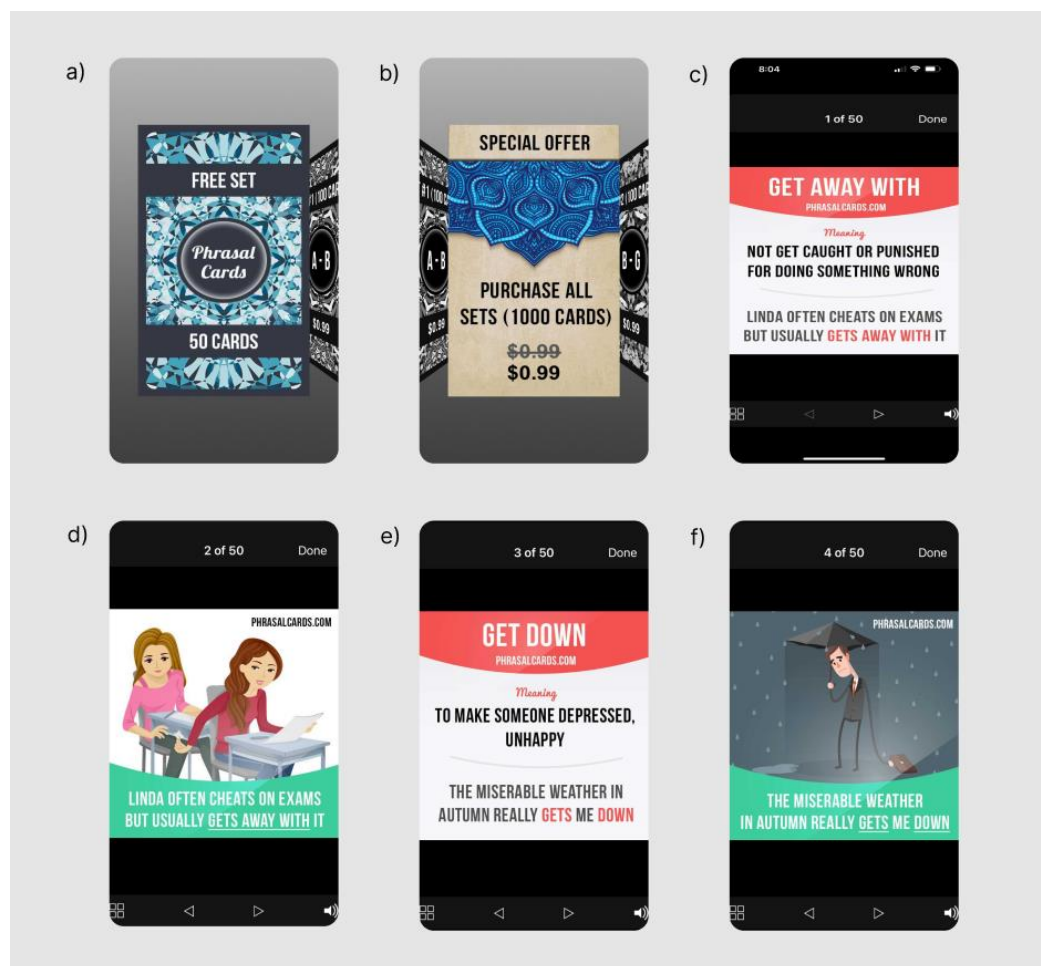 a)
FREE SET
Phrasal
Cards
50 CARDS
A - B
$0.99
b)
SPECIAL OFFER
PURCHASE ALL
SETS (1000 CARDS)
$0.99
$0.99
#1 (100 CAR
A - B
$0.99
B - G
$0.99
c)
8:04
1 of 50
Done
GET AWAY WITH
PHRASALCARDS.COM
Meaning
NOT GET CAUGHT OR PUNISHED
FOR DOING SOMETHING WRONG
LINDA OFTEN CHEATS ON EXAMS
BUT USUALLY GETS AWAY WITH IT
d)
2 of 50
Done
PHRASALCARDS.COM
LINDA OFTEN CHEATS ON EXAMS
BUT USUALLY GETS AWAY WITH IT
e)
3 of 50
Done
GET DOWN
PHRASALCARDS.COM
Meaning
TO MAKE SOMEONE DEPRESSED,
UNHAPPY
THE MISERABLE WEATHER IN
AUTUMN REALLY GETS ME DOWN
f)
4 of 50
Done
PHRASALCARDS.COM
THE MISERABLE WEATHER
IN AUTUMN REALLY GETS ME DOWN